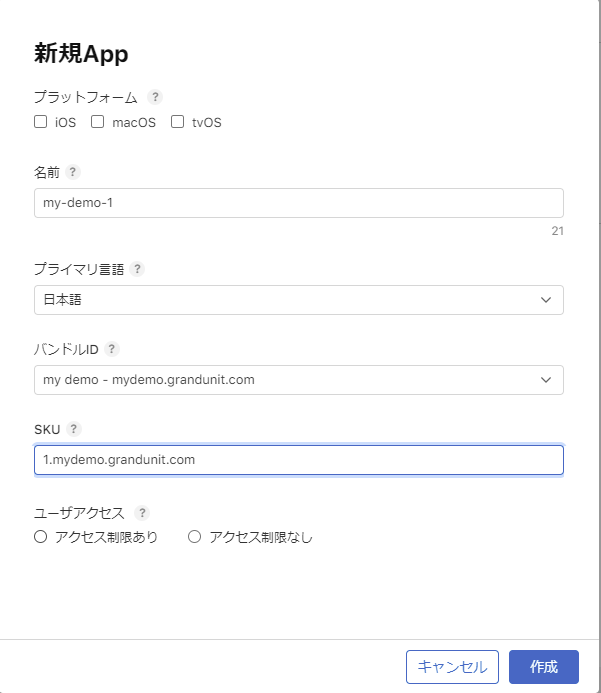 新規App
プラットフォーム ?
iOS macOS tvOS
名前 ?
my-demo-1
21
プライマリ言語 ?
日本語
バンドルID ?
my demo - mydemo.grandunit.com
SKU ?
1.mydemo.grandunit.com
ユーザアクセス ?
アクセス制限あり アクセス制限なし
キャンセル 作成